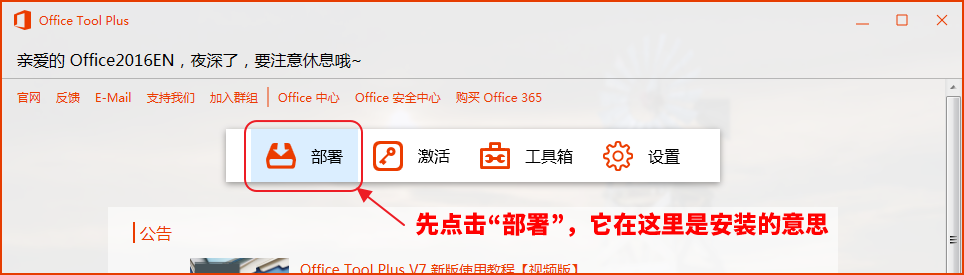 Office Tool Plus
亲爱的 Office2016EN，夜深了，要注意休息哦~
官网 反馈 E-Mail 支持我们 加入群组 Office 中心 Office 安全中心 购买 Office 365
部署 激活 工具箱 设置
先点击“部署”，它在这里是安装的意思
公告
Office Tool Plus V7 新版使用教程【视频版】